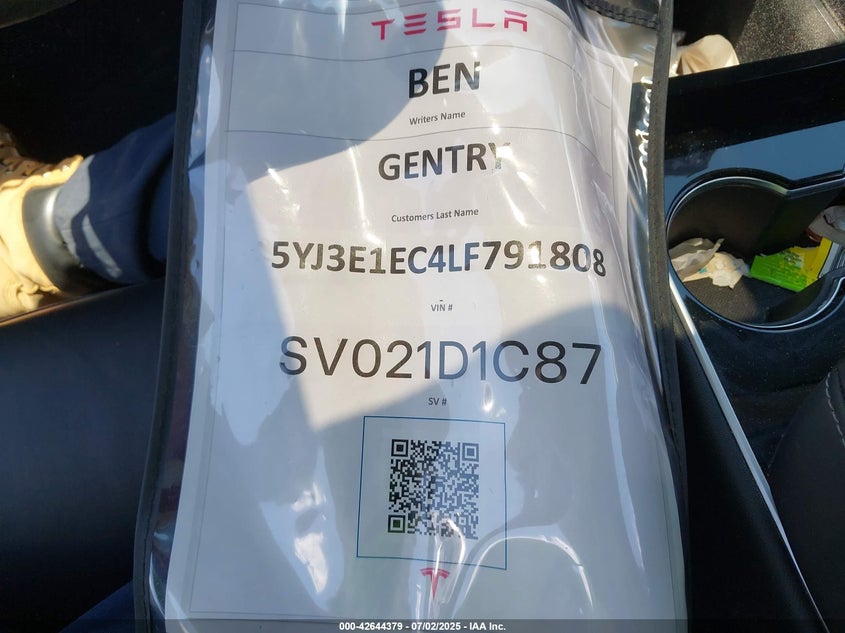 TESLA
BEN
Writers Name
GENTRY
Customers Last Name
5YJ3E1EC4LF791808
VIN #
SV021D1C87
SV #
000-42644379 - 07/02/2025 - IAA Inc.